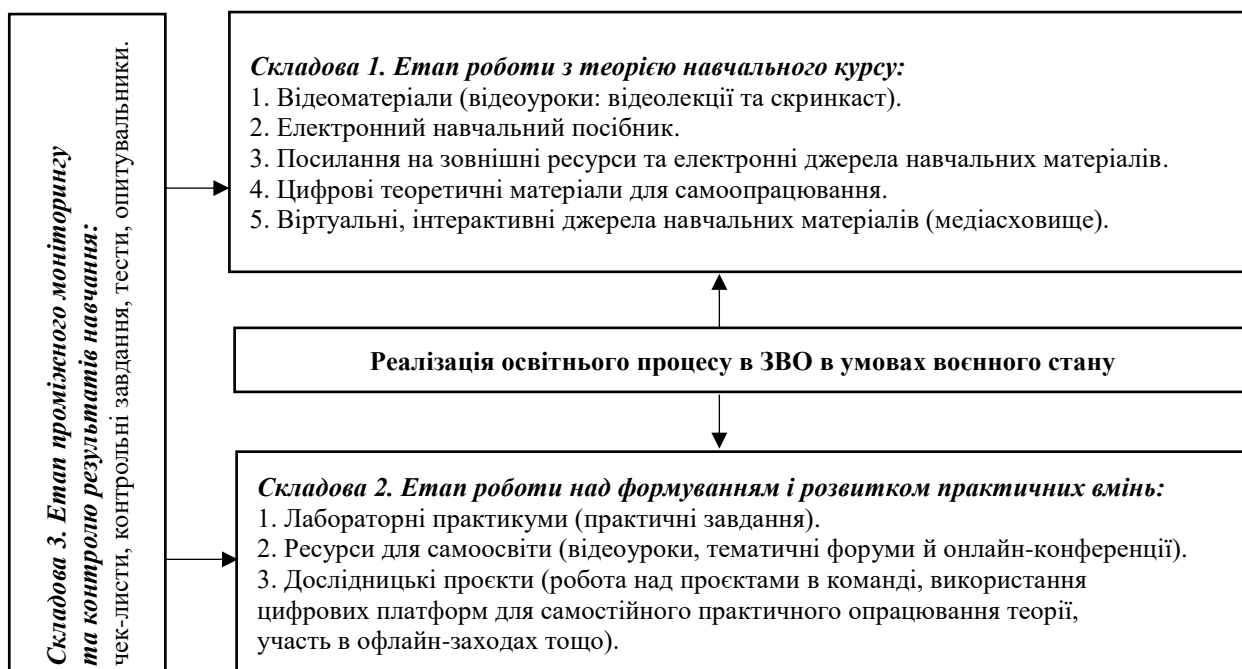 Складова 3. Етап проміжного моніторингу
та контролю результатів навчання:
чек-листи, контрольні завдання, тести, опитувальники.
Складова 1. Етап роботи з теорією навчального курсу:
1. Відеоматеріали (відеоуроки: відеолекції та скринкаст).
2. Електронний навчальний посібник.
3. Посилання на зовнішні ресурси та електронні джерела навчальних матеріалів.
4. Цифрові теоретичні матеріали для самоопрацювання.
5. Віртуальні, інтерактивні джерела навчальних матеріалів (медіасховище).
Реалізація освітнього процесу в ЗВО в умовах воєнного стану
Складова 2. Етап роботи над формуванням і розвитком практичних вмінь:
1. Лабораторні практикуми (практичні завдання).
2. Ресурси для самоосвіти (відеоуроки, тематичні форуми й онлайн-конференції).
3. Дослідницькі проєкти (робота над проєктами в команді, використання
цифрових платформ для самостійного практичного опрацювання теорії,
участь в офлайн-заходах тощо).